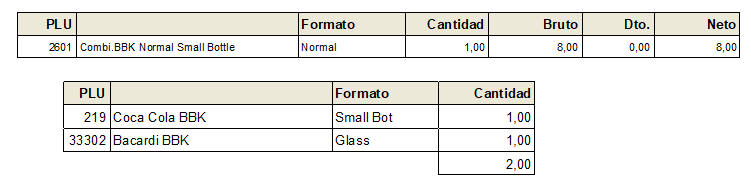 PLU Formato Cantidad Bruto Dto. Neto
2601 Combi.BBK Normal Small Bottle Normal 1,00 8,00 0,00 8,00
PLU Formato Cantidad
219 Coca Cola BBK Small Bot 1,00
33302 Bacardi BBK Glass 1,00
2,00